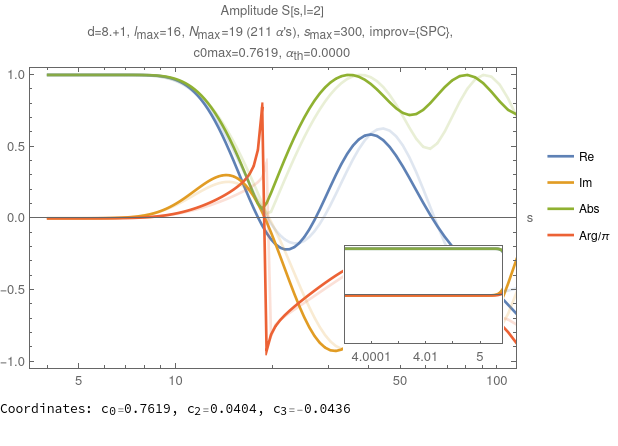 Amplitude S[s,l=2]
d=8.+1, lmax=16, Nmax=19 (211 α's), smax=300, improv={SPC},
c0max=0.7619, αth=0.0000
1.0
0.5
0.0
−0.5
−1.0
s
4.0001 4.01 5
5 10 50 100
Re
Im
Abs
Arg/π
Coordinates: c0=0.7619, c2=0.0404, c3=-0.0436